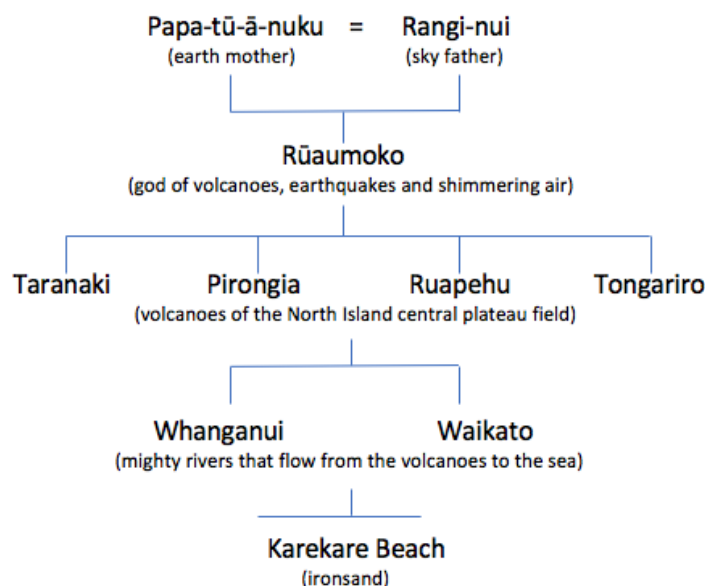 Papa-tū-ā-nuku = Rangi-nui
(earth mother) (sky father)
Rūaumoko
(god of volcanoes, earthquakes and shimmering air)
Taranaki Pirongia Ruapehu Tongariro
(volcanoes of the North Island central plateau field)
Whanganui Waikato
(mighty rivers that flow from the volcanoes to the sea)
Karekare Beach
(ironsand)